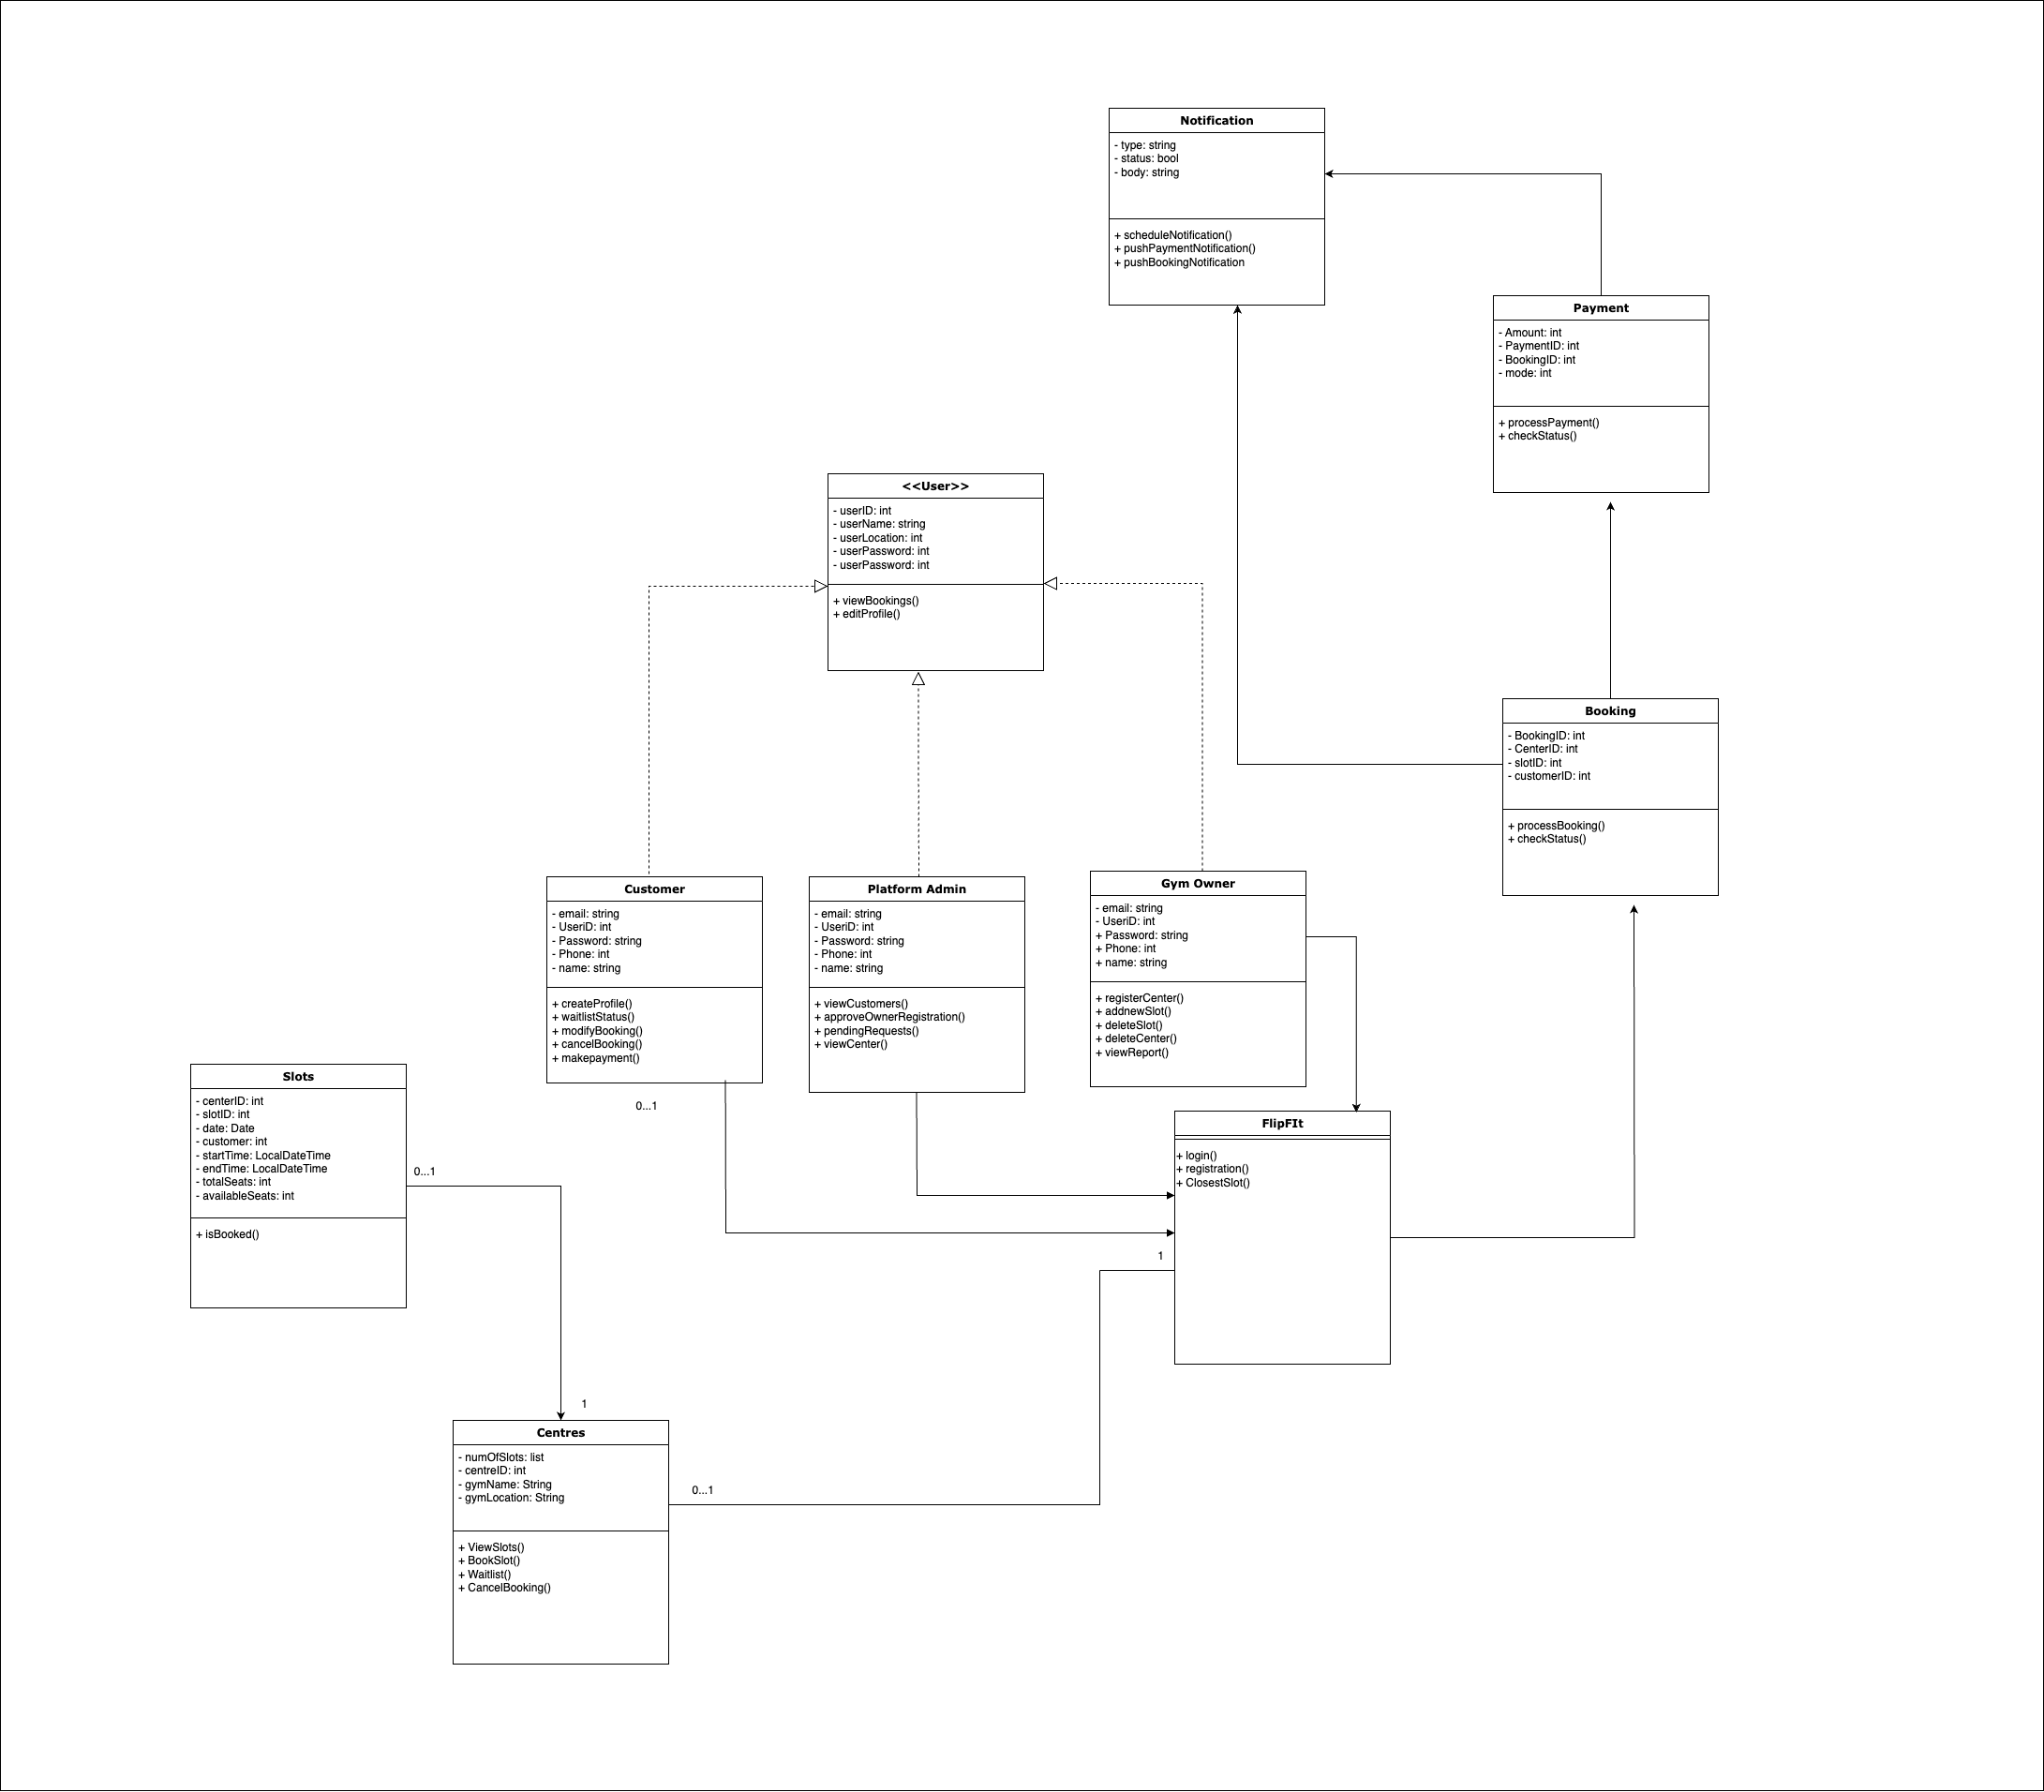 Notification
- type: string
- status: bool
- body: string
+ scheduleNotification()
+ pushPaymentNotification()
+ pushBookingNotification
Payment
- Amount: int
- PaymentID: int
- BookingID: int
- mode: int
+ processPayment()
+ checkStatus()
<<User>>
- userID: int
- userName: string
- userLocation: int
- userPassword: int
- userPassword: int
+ viewBookings()
+ editProfile()
Booking
- BookingID: int
- CenterID: int
- slotID: int
- customerID: int
+ processBooking()
+ checkStatus()
Customer
- email: string
- UseriD: int
- Password: string
- Phone: int
- name: string
+ createProfile()
+ waitlistStatus()
+ modifyBooking()
+ cancelBooking()
+ makepayment()
0...1
Platform Admin
- email: string
- UseriD: int
- Password: string
- Phone: int
- name: string
+ viewCustomers()
+ approveOwnerRegistration()
+ pendingRequests()
+ viewCenter()
Gym Owner
- email: string
- UseriD: int
+ Password: string
+ Phone: int
+ name: string
+ registerCenter()
+ addnewSlot()
+ deleteSlot()
+ deleteCenter()
+ viewReport()
Slots
- centerID: int
- slotID: int
- date: Date
- customer: int
- startTime: LocalDateTime
- endTime: LocalDateTime
- totalSeats: int
- availableSeats: int
+ isBooked()
0...1
FlipFIt
+ login()
+ registration()
+ ClosestSlot()
1
1
Centres
- numOfSlots: list
- centreID: int
- gymName: String
- gymLocation: String
+ ViewSlots()
+ BookSlot()
+ Waitlist()
+ CancelBooking()
0...1